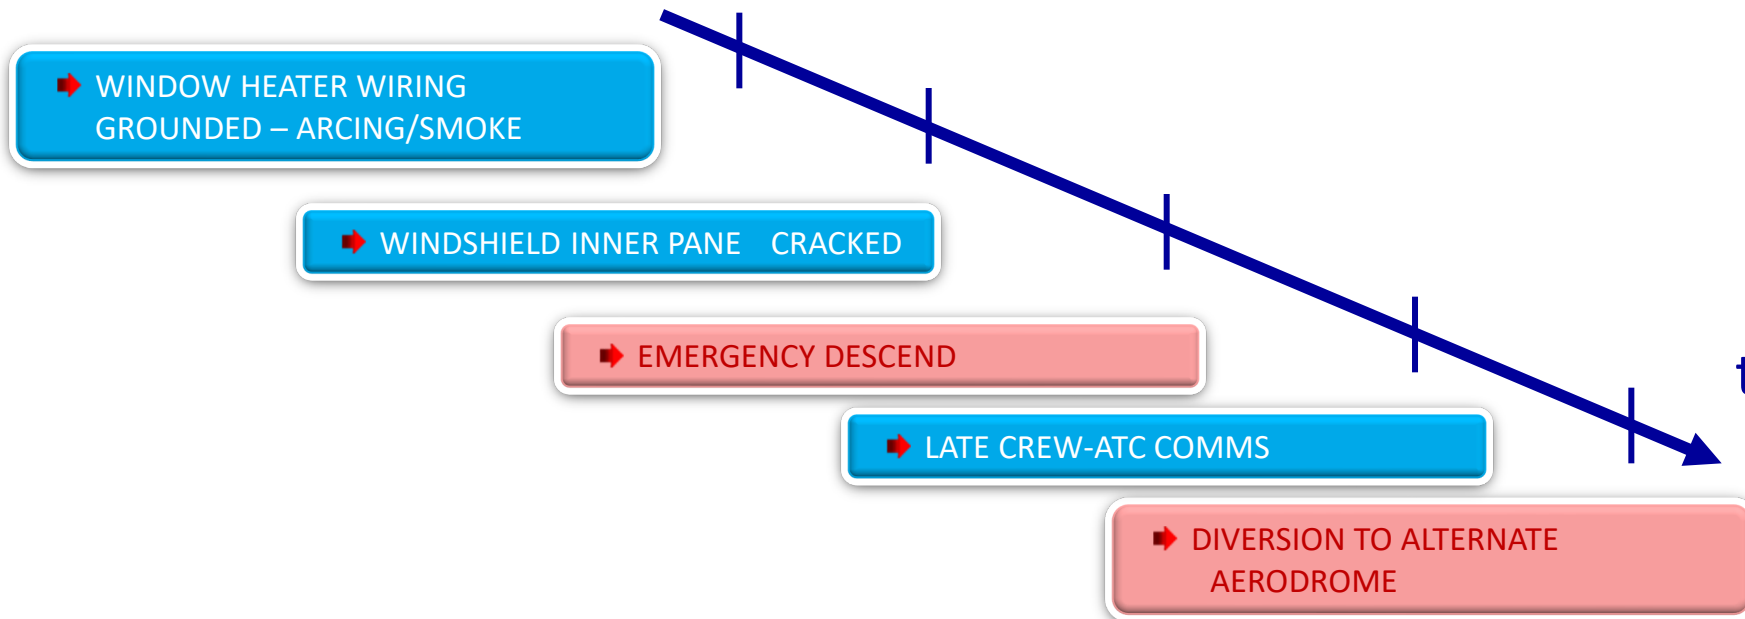 WINDOW HEATER WIRING
GROUNDED – ARCING/SMOKE
WINDSHIELD INNER PANE CRACKED
EMERGENCY DESCEND
t
LATE CREW-ATC COMMS
DIVERSION TO ALTERNATE
AERODROME